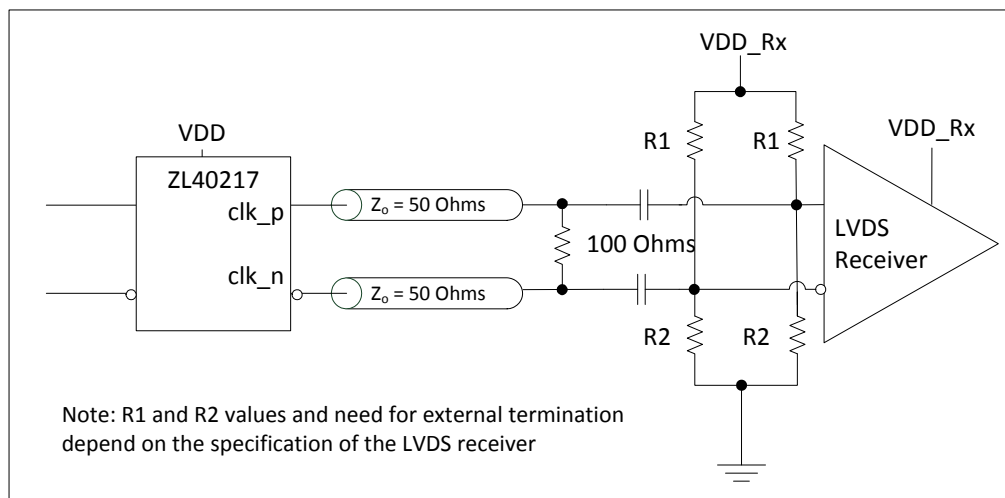 VDD_Rx
VDD
R1
R1
VDD_Rx
ZL40217
clk_p
Zo = 50 Ohms
100 Ohms
LVDS
Receiver
clk_n
Zo = 50 Ohms
R2
R2
Note: R1 and R2 values and need for external termination
depend on the specification of the LVDS receiver